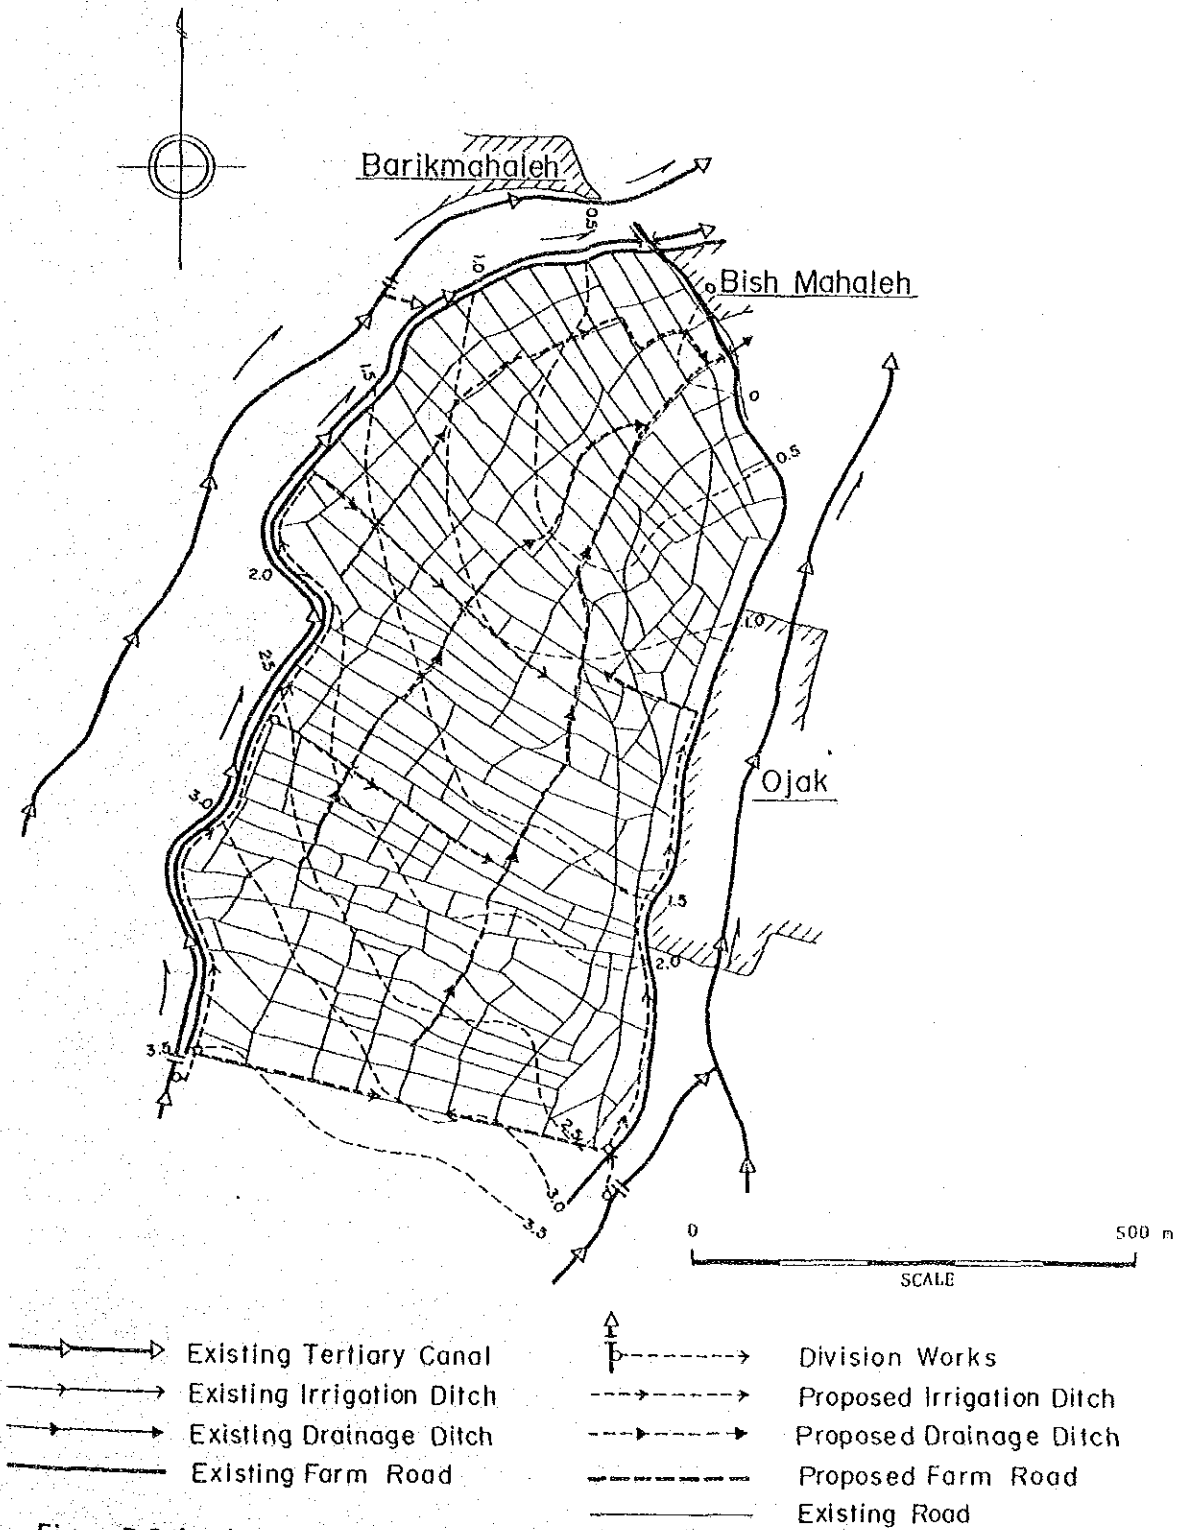 Barikmahaleh
0.5
1.0
Bish Mahaleh
0
1.5
0
0.5
2.0
1.0
2.5
Ojak
3.0
1.5
2.0
3.5
2.5
3.0
3.5
0 500 m
SCALE
Existing Tertiary Canal
Existing Irrigation Ditch
Existing Drainage Ditch
Existing Farm Road
Division Works
Proposed Irrigation Ditch
Proposed Drainage Ditch
Proposed Farm Road
Existing Road